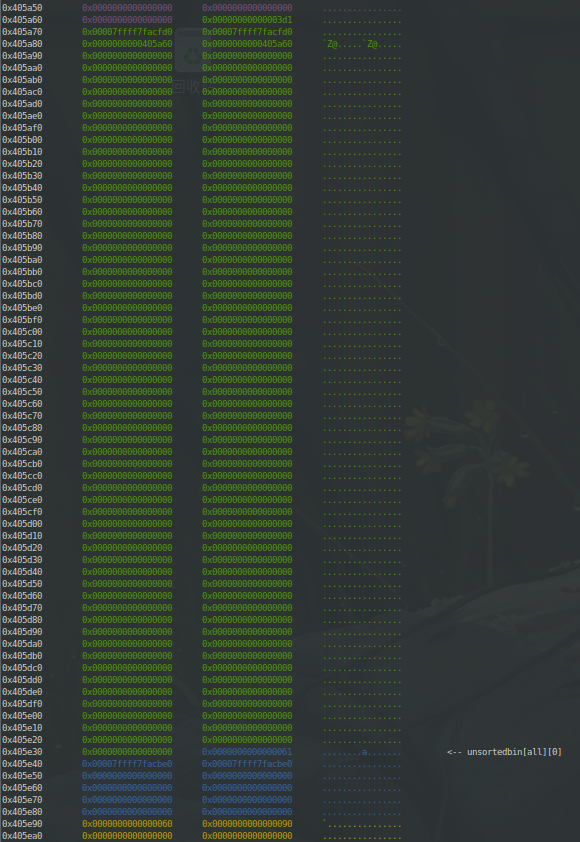 0x405a50 0x0000000000000000 0x0000000000000000 ................
0x405a60 0x0000000000000000 0x00000000000003d1 ................
0x405a70 0x00007ffff7facfd0 0x00007ffff7facfd0 ................
0x405a80 0x0000000000405a60 0x0000000000405a60 `Z@.....`Z@.....
0x405a90 0x0000000000000000 0x0000000000000000 ................
0x405aa0 0x0000000000000000 0x0000000000000000 ................
0x405ab0 0x0000000000000000 0x0000000000000000 ................
回收
0x405ac0 0x0000000000000000 0x0000000000000000 ................
0x405ad0 0x0000000000000000 0x0000000000000000 ................
0x405ae0 0x0000000000000000 0x0000000000000000 ................
0x405af0 0x0000000000000000 0x0000000000000000 ................
0x405b00 0x0000000000000000 0x0000000000000000 ................
0x405b10 0x0000000000000000 0x0000000000000000 ................
0x405b20 0x0000000000000000 0x0000000000000000 ................
0x405b30 0x0000000000000000 0x0000000000000000 ................
0x405b40 0x0000000000000000 0x0000000000000000 ................
0x405b50 0x0000000000000000 0x0000000000000000 ................
0x405b60 0x0000000000000000 0x0000000000000000 ................
0x405b70 0x0000000000000000 0x0000000000000000 ................
0x405b80 0x0000000000000000 0x0000000000000000 ................
0x405b90 0x0000000000000000 0x0000000000000000 ................
0x405ba0 0x0000000000000000 0x0000000000000000 ................
0x405bb0 0x0000000000000000 0x0000000000000000 ................
0x405bc0 0x0000000000000000 0x0000000000000000 ................
0x405bd0 0x0000000000000000 0x0000000000000000 ................
0x405be0 0x0000000000000000 0x0000000000000000 ................
0x405bf0 0x0000000000000000 0x0000000000000000 ................
0x405c00 0x0000000000000000 0x0000000000000000 ................
0x405c10 0x0000000000000000 0x0000000000000000 ................
0x405c20 0x0000000000000000 0x0000000000000000 ................
0x405c30 0x0000000000000000 0x0000000000000000 ................
0x405c40 0x0000000000000000 0x0000000000000000 ................
0x405c50 0x0000000000000000 0x0000000000000000 ................
0x405c60 0x0000000000000000 0x0000000000000000 ................
0x405c70 0x0000000000000000 0x0000000000000000 ................
0x405c80 0x0000000000000000 0x0000000000000000 ................
0x405c90 0x0000000000000000 0x0000000000000000 ................
0x405ca0 0x0000000000000000 0x0000000000000000 ................
0x405cb0 0x0000000000000000 0x0000000000000000 ................
0x405cc0 0x0000000000000000 0x0000000000000000 ................
0x405cd0 0x0000000000000000 0x0000000000000000 ................
0x405ce0 0x0000000000000000 0x0000000000000000 ................
0x405cf0 0x0000000000000000 0x0000000000000000 ................
0x405d00 0x0000000000000000 0x0000000000000000 ................
0x405d10 0x0000000000000000 0x0000000000000000 ................
0x405d20 0x0000000000000000 0x0000000000000000 ................
0x405d30 0x0000000000000000 0x0000000000000000 ................
0x405d40 0x0000000000000000 0x0000000000000000 ................
0x405d50 0x0000000000000000 0x0000000000000000 ................
0x405d60 0x0000000000000000 0x0000000000000000 ................
0x405d70 0x0000000000000000 0x0000000000000000 ................
0x405d80 0x0000000000000000 0x0000000000000000 ................
0x405d90 0x0000000000000000 0x0000000000000000 ................
0x405da0 0x0000000000000000 0x0000000000000000 ................
0x405db0 0x0000000000000000 0x0000000000000000 ................
0x405dc0 0x0000000000000000 0x0000000000000000 ................
0x405dd0 0x0000000000000000 0x0000000000000000 ................
0x405de0 0x0000000000000000 0x0000000000000000 ................
0x405df0 0x0000000000000000 0x0000000000000000 ................
0x405e00 0x0000000000000000 0x0000000000000000 ................
0x405e10 0x0000000000000000 0x0000000000000000 ................
0x405e20 0x0000000000000000 0x0000000000000000 ................
0x405e30 0x0000000000000000 0x0000000000000061 ........a....... <-- unsortedbin[all][0]
0x405e40 0x00007ffff7facbe0 0x00007ffff7facbe0 ................
0x405e50 0x0000000000000000 0x0000000000000000 ................
0x405e60 0x0000000000000000 0x0000000000000000 ................
0x405e70 0x0000000000000000 0x0000000000000000 ................
0x405e80 0x0000000000000000 0x0000000000000000 ................
0x405e90 0x0000000000000060 0x0000000000000090 `...............
0x405ea0 0x0000000000000000 0x0000000000000000 ................